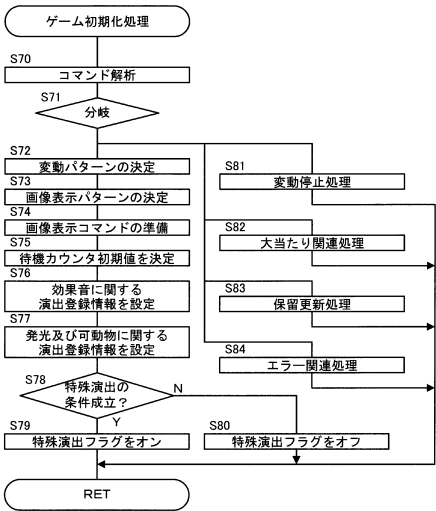 ゲーム初期化処理
S70
コマンド解析
S71
分岐
S72
変動パターンの決定
S73
画像表示パターンの決定
S74
画像表示コマンドの準備
S75
待機カウンタ初期値を決定
S76
効果音に関する
演出登録情報を設定
S77
発光及び可動物に関する
演出登録情報を設定
S78
特殊演出の
条件成立?
N
Y
S79
特殊演出フラグをオン
S80
特殊演出フラグをオフ
S81
変動停止処理
S82
大当たり関連処理
S83
保留更新処理
S84
エラー関連処理
RET